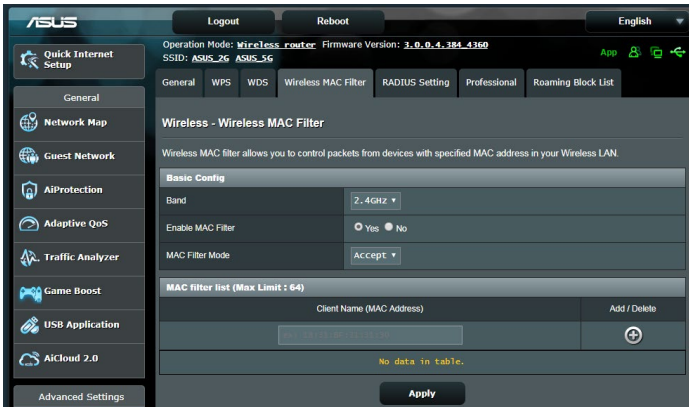 ASUS
Logout
Reboot
English
Quick Internet Setup
Operation Mode: Wireless router Firmware Version: 3.0.0.4.384_4360
SSID: ASUS_2G ASUS_5G
App
General
WPS
WDS
Wireless MAC Filter
RADIUS Setting
Professional
Roaming Block List
General
Network Map
Guest Network
AiProtection
Adaptive QoS
Traffic Analyzer
Game Boost
USB Application
AiCloud 2.0
Advanced Settings
Wireless - Wireless MAC Filter
Wireless MAC filter allows you to control packets from devices with specified MAC address in your Wireless LAN.
Basic Config
Band
2.4GHz
Enable MAC Filter
Yes No
MAC Filter Mode
Accept
MAC filter list (Max Limit : 64)
Client Name (MAC Address)
Add / Delete
No data in table.
Apply